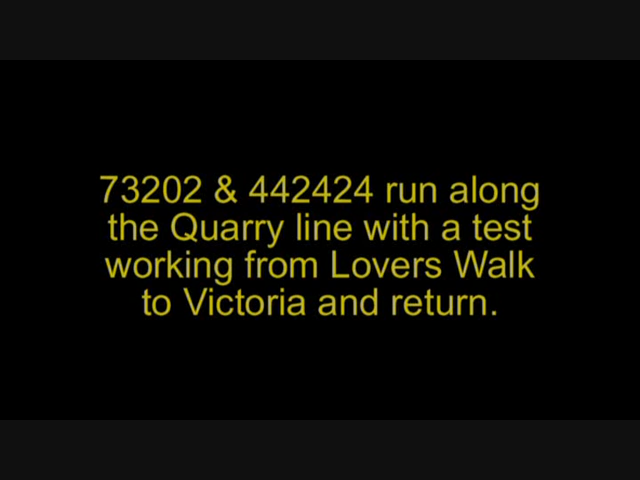 73202 & 442424 run along
the Quarry line with a test
working from Lovers Walk
to Victoria and return.